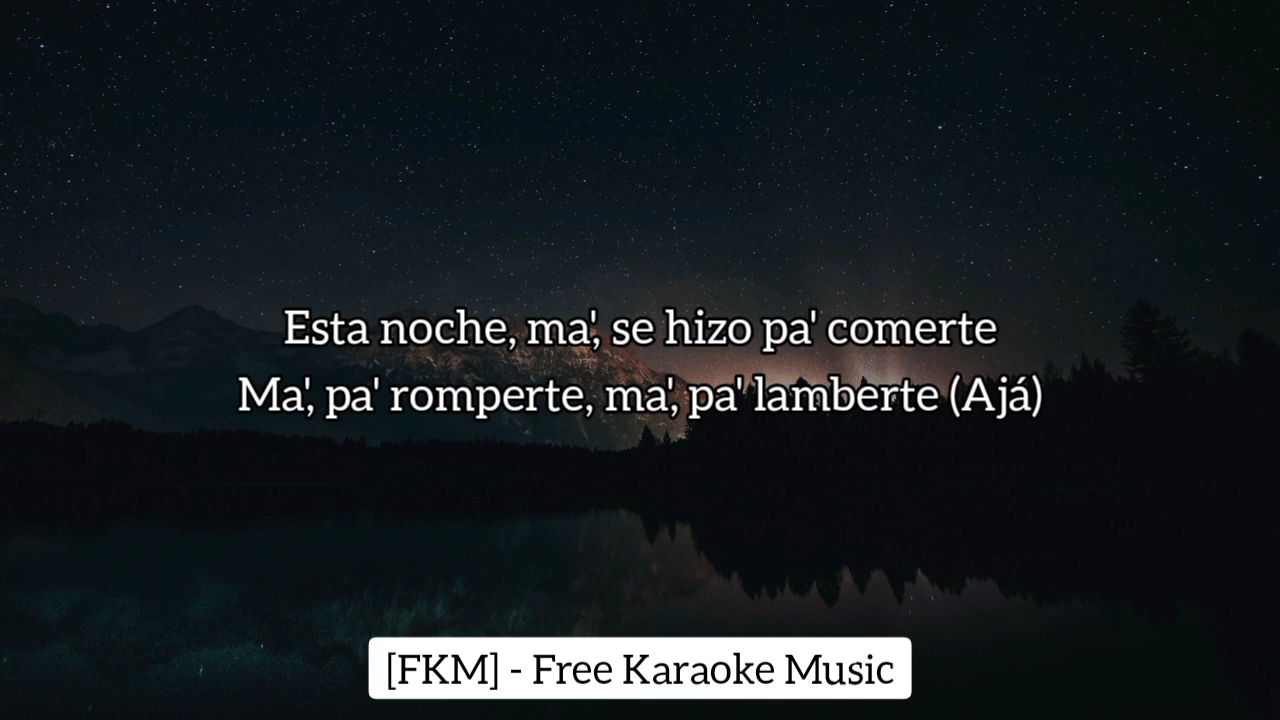 Esta noche, ma', se hizo pa' comerte
Ma', pa' romperte, ma', pa' lamberte (Ajá)
[FKM] - Free Karaoke Music